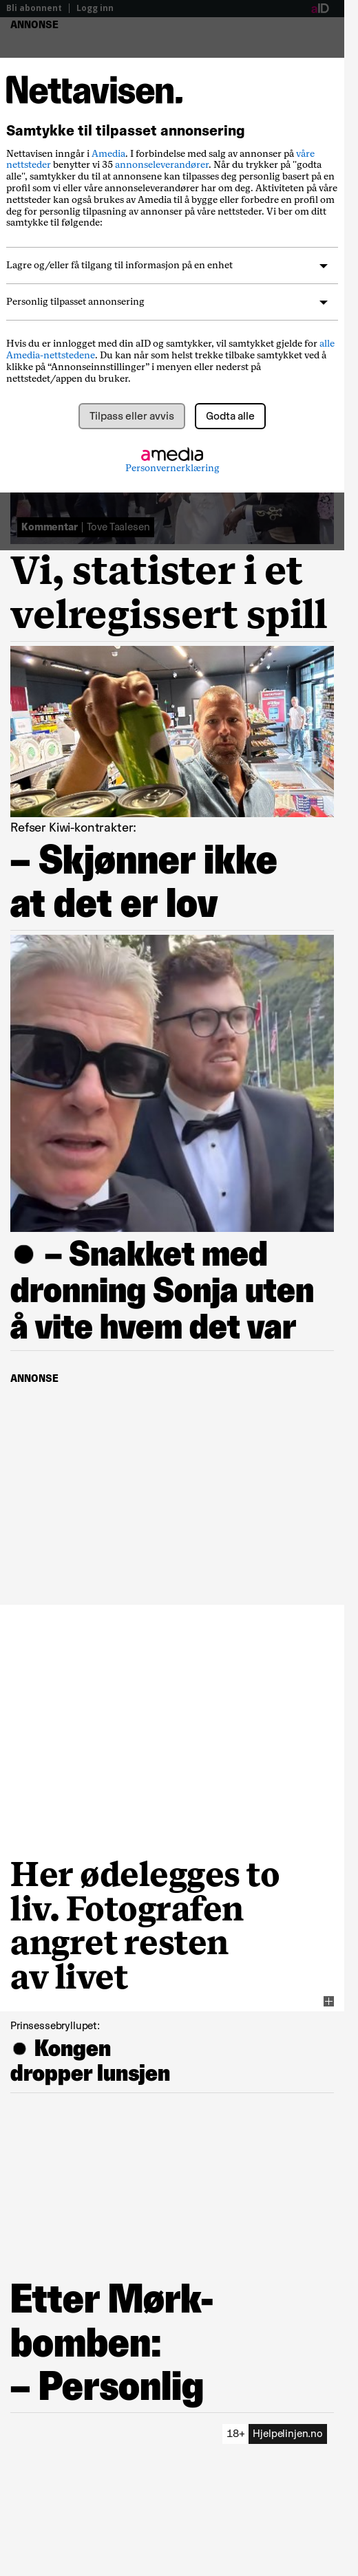 Bli abonnent | Logg inn
aID
ANNONSE
Nettavisen.
Samtykke til tilpasset annonsering
Nettavisen inngår i Amedia. I forbindelse med salg av annonser på våre
nettsteder benytter vi 35 annonseleverandører. Når du trykker på "godta
alle", samtykker du til at annonsene kan tilpasses deg personlig basert på en
profil som vi eller våre annonseleverandører har om deg. Aktiviteten på våre
nettsteder kan også brukes av Amedia til å bygge eller forbedre en profil om
deg for personlig tilpasning av annonser på våre nettsteder. Vi ber om ditt
samtykke til følgende:
Lagre og/eller få tilgang til informasjon på en enhet
Personlig tilpasset annonsering
Hvis du er innlogget med din aID og samtykker, vil samtykket gjelde for alle
Amedia-nettstedene. Du kan når som helst trekke tilbake samtykket ved å
klikke på “Annonseinnstillinger” i menyen eller nederst på
nettstedet/appen du bruker.
Tilpass eller avvis
Godta alle
amedia
Personvernerklæring
Kommentar | Tove Taalesen
Vi, statister i et
velregissert spill
Refser Kiwi-kontrakter:
– Skjønner ikke
at det er lov
● – Snakket med
dronning Sonja uten
å vite hvem det var
ANNONSE
Her ødelegges to
liv. Fotografen
angret resten
av livet
Prinsessebryllupet:
● Kongen
dropper lunsjen
Etter Mørk-
bomben:
– Personlig
18+ Hjelpelinjen.no